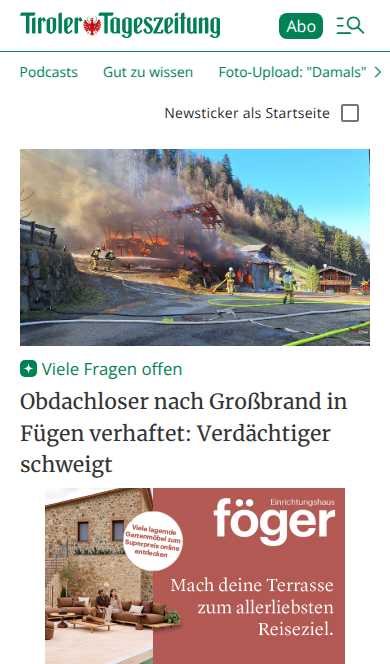 Tiroler Tageszeitung
Abo
Podcasts Gut zu wissen Foto-Upload: "Damals"
Newsticker als Startseite
Viele Fragen offen
Obdachloser nach Großbrand in
Fügen verhaftet: Verdächtiger
schweigt
Viele lagernde
Gartenmöbel zum
Superpreis online
entdecken
Einrichtungshaus
föger
Mach deine Terrasse
zum allerliebsten
Reiseziel.